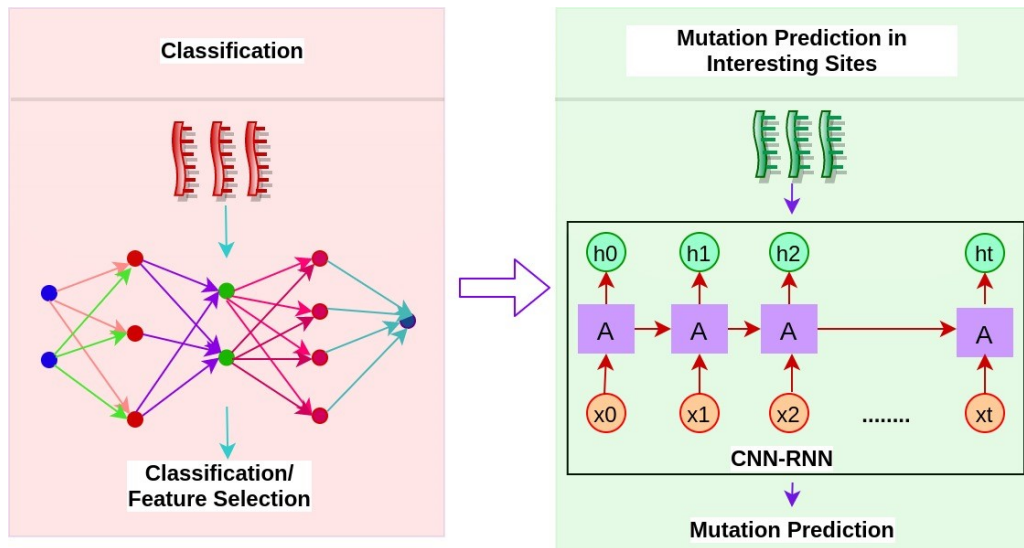 Classification
Classification/
Feature Selection
Mutation Prediction in
Interesting Sites
h0 h1 h2 ht
A A A A
x0 x1 x2 ........ xt
CNN-RNN
Mutation Prediction